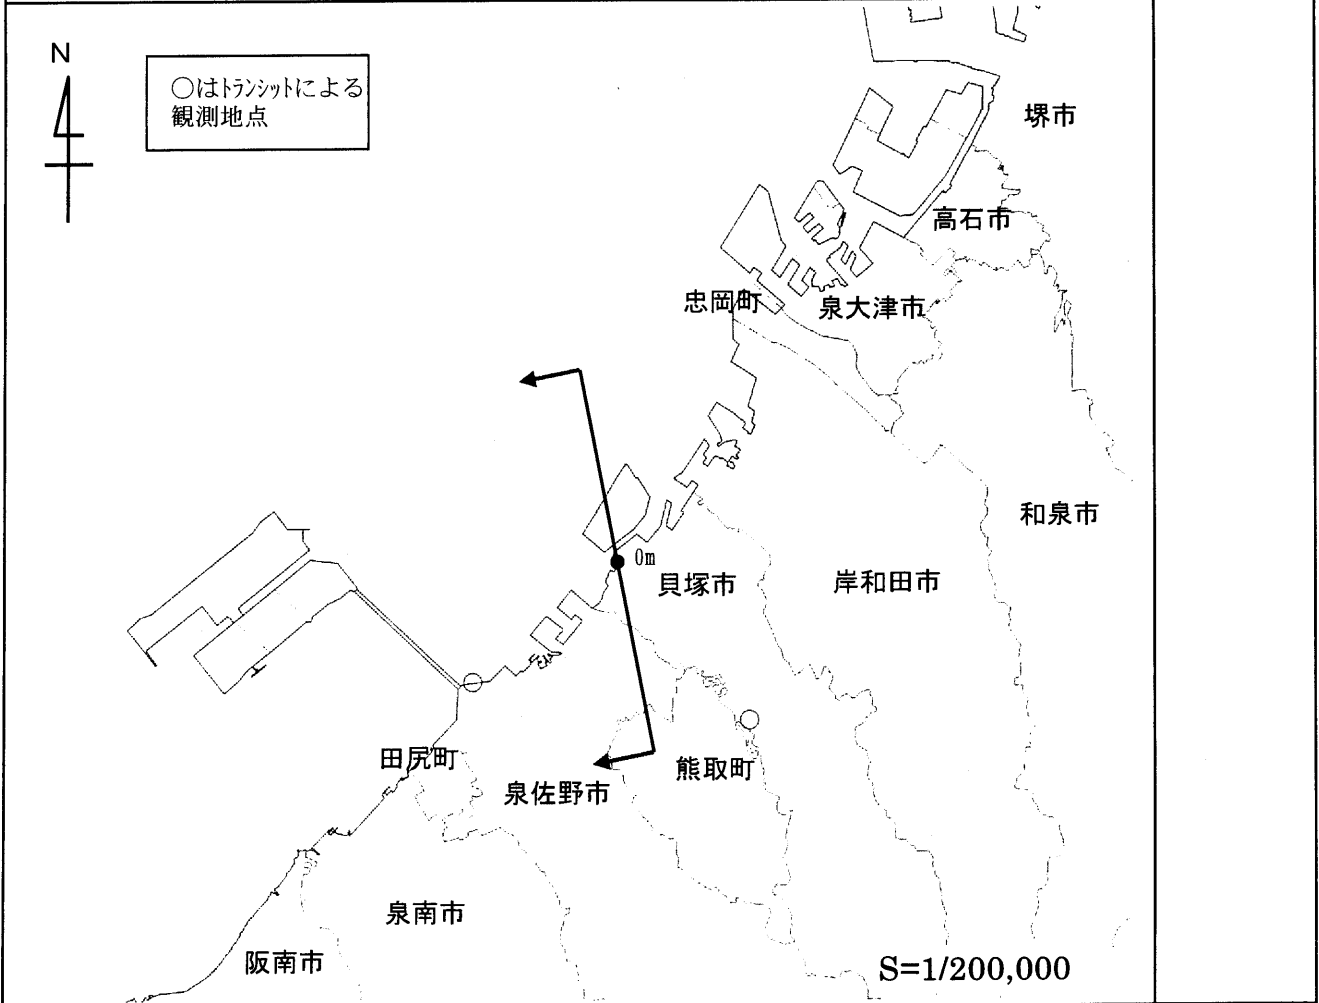 N
○はトランシットによる
観測地点
堺市
高石市
忠岡町
泉大津市
和泉市
0m
貝塚市
岸和田市
田尻町
熊取町
泉佐野市
泉南市
阪南市
S=1/200,000